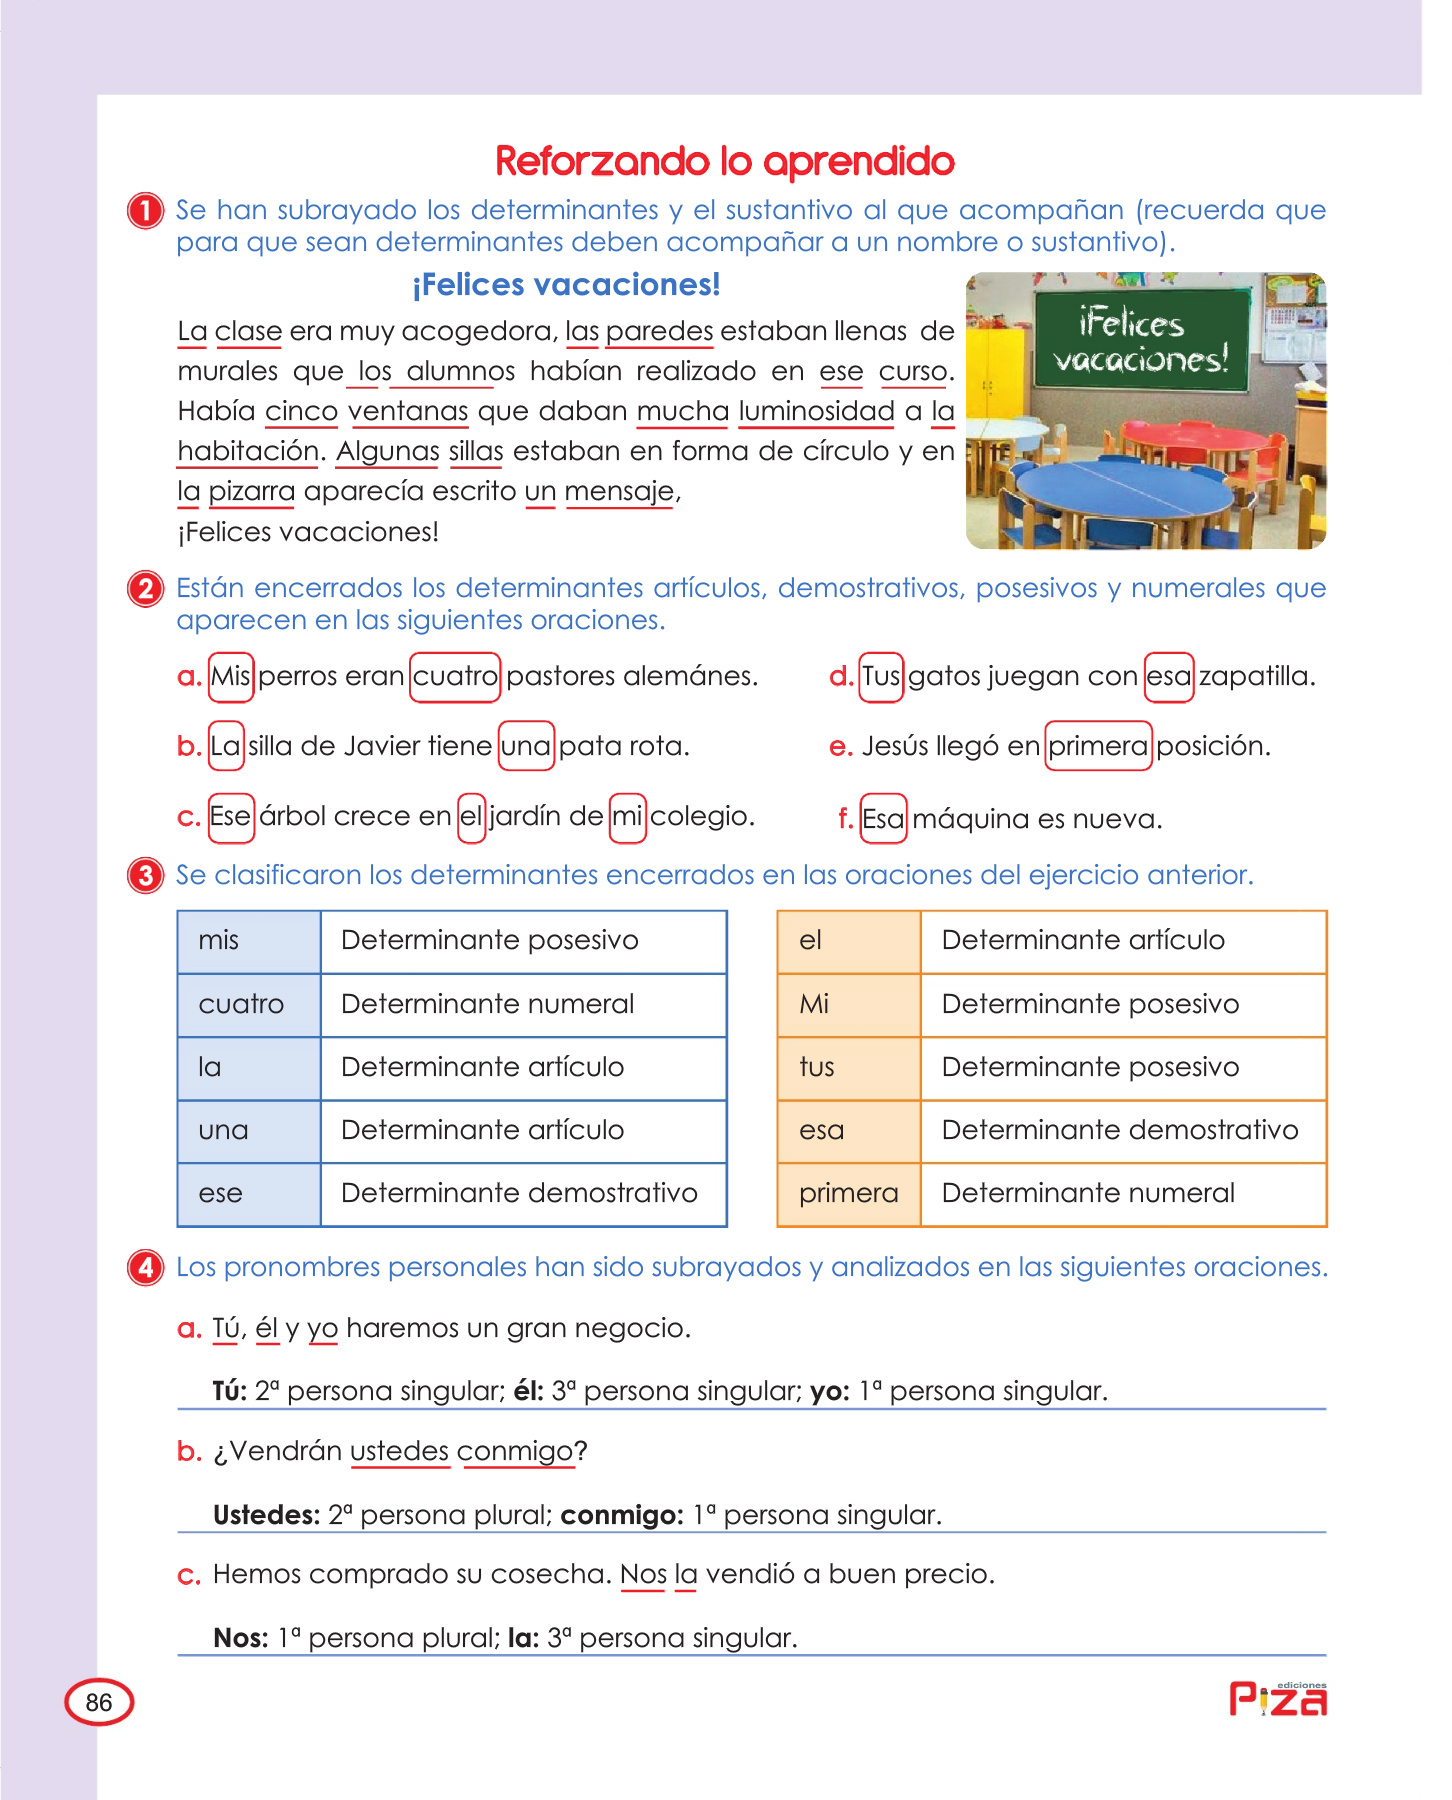 Reforzando lo aprendido
1 Se han subrayado los determinantes y el sustantivo al que acompañan (recuerda que
para que sean determinantes deben acompañar a un nombre o sustantivo).
¡Felices vacaciones!
La clase era muy acogedora, las paredes estaban llenas de
murales que los alumnos habían realizado en ese curso.
Había cinco ventanas que daban mucha luminosidad a la
habitación. Algunas sillas estaban en forma de círculo y en
la pizarra aparecía escrito un mensaje,
¡Felices vacaciones!
¡Felices
vacaciones!
2 Están encerrados los determinantes artículos, demostrativos, posesivos y numerales que
aparecen en las siguientes oraciones.
a. Mis perros eran cuatro pastores alemánes.
b. La silla de Javier tiene una pata rota.
c. Ese árbol crece en el jardín de mi colegio.
d. Tus gatos juegan con esa zapatilla.
e. Jesús llegó en primera posición.
f. Esa máquina es nueva.
3 Se clasificaron los determinantes encerrados en las oraciones del ejercicio anterior.
mis Determinante posesivo
cuatro Determinante numeral
la Determinante artículo
una Determinante artículo
ese Determinante demostrativo
el Determinante artículo
Mi Determinante posesivo
tus Determinante posesivo
esa Determinante demostrativo
primera Determinante numeral
4 Los pronombres personales han sido subrayados y analizados en las siguientes oraciones.
a. Tú, él y yo haremos un gran negocio.
Tú: 2ª persona singular; él: 3ª persona singular; yo: 1ª persona singular.
b. ¿Vendrán ustedes conmigo?
Ustedes: 2ª persona plural; conmigo: 1ª persona singular.
c. Hemos comprado su cosecha. Nos la vendió a buen precio.
Nos: 1ª persona plural; la: 3ª persona singular.
86
ediciones
Piza